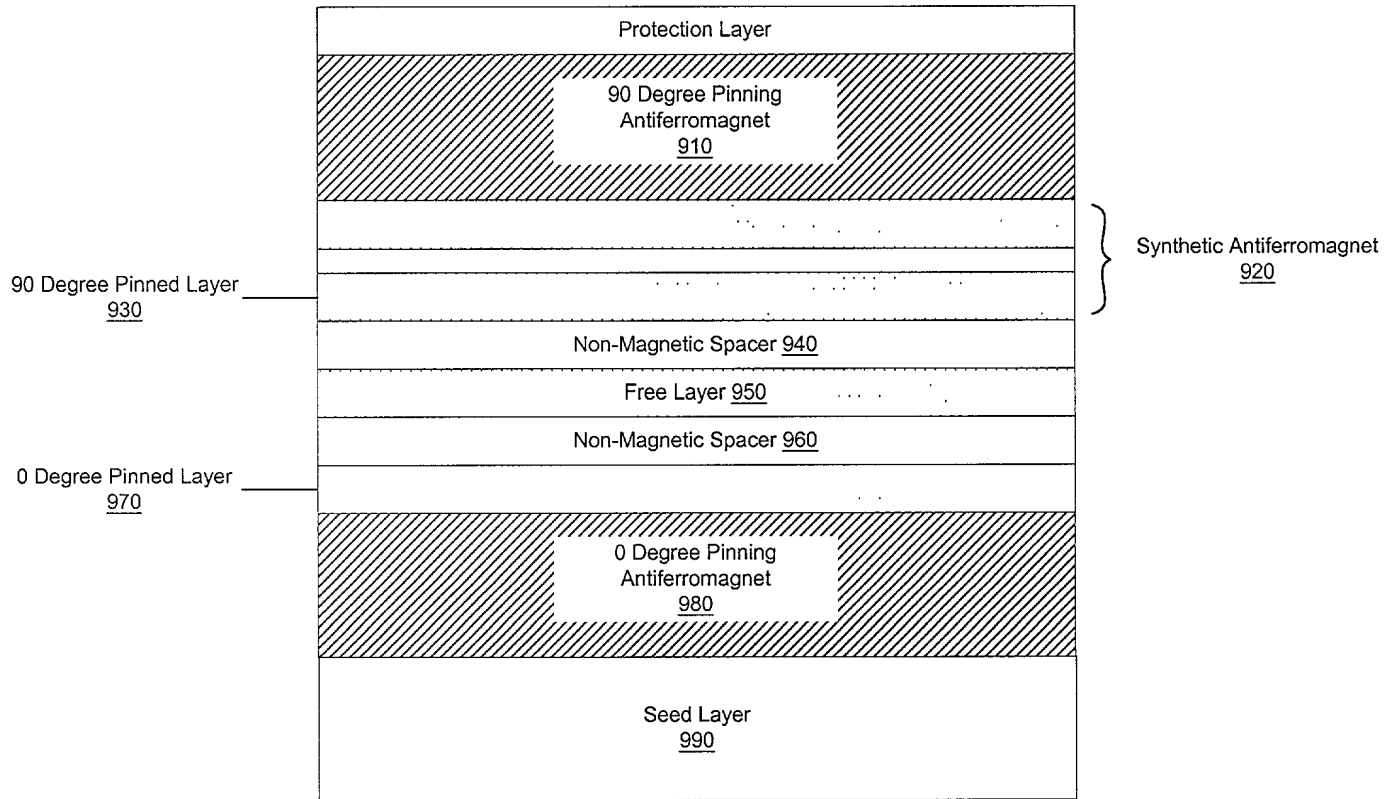 Protection Layer
90 Degree Pinning
Antiferromagnet
910
Synthetic Antiferromagnet
920
90 Degree Pinned Layer
930
Non-Magnetic Spacer 940
Free Layer 950
Non-Magnetic Spacer 960
0 Degree Pinned Layer
970
0 Degree Pinning
Antiferromagnet
980
Seed Layer
990